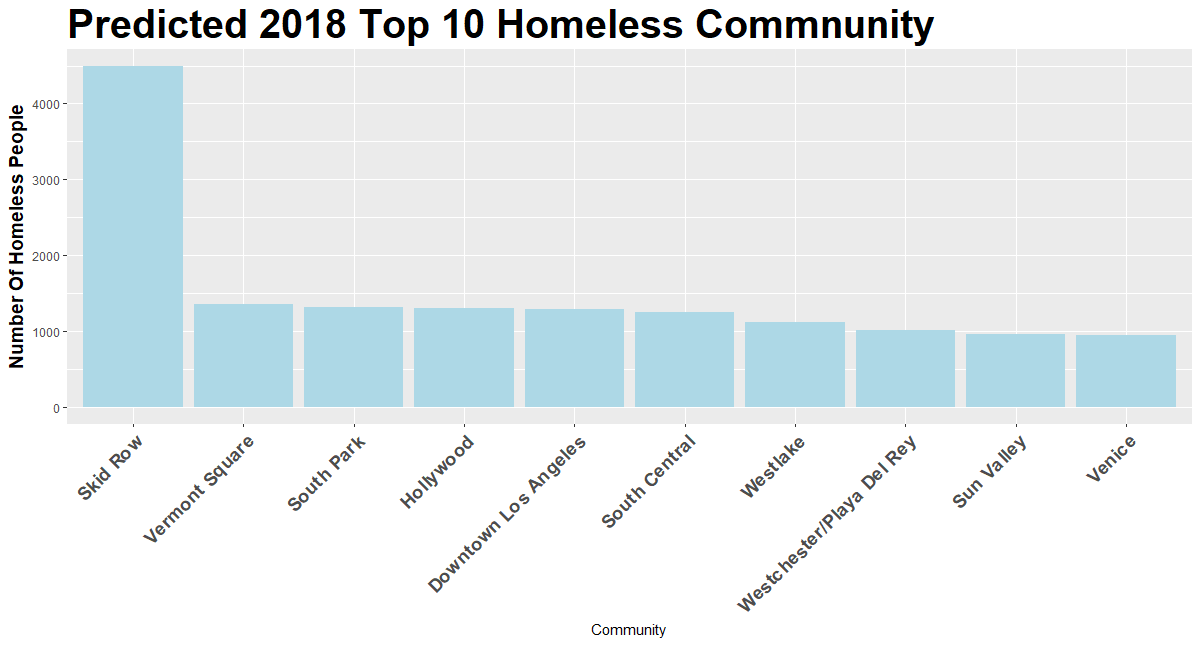 Predicted 2018 Top 10 Homeless Commnunity
Number Of Homeless People
4000
3000
2000
1000
0
Skid Row
Vermont Square
South Park
Hollywood
Downtown Los Angeles
South Central
Westlake
Westchester/Playa Del Rey
Sun Valley
Venice
Community